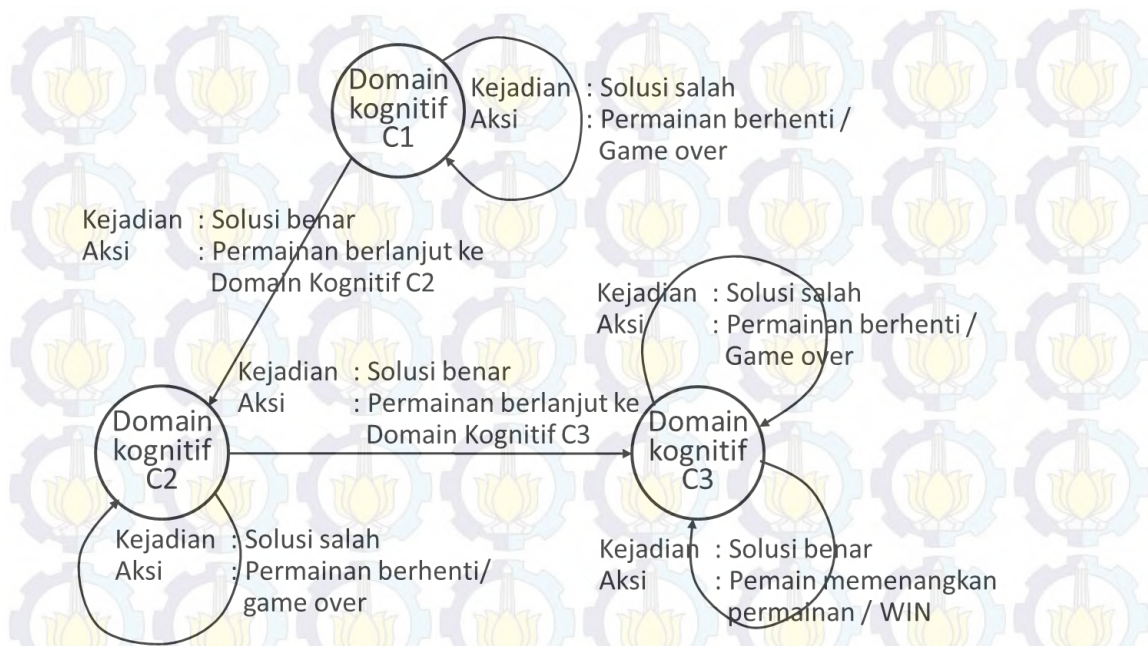 Domain
kognitif
C1
Kejadian : Solusi salah
Aksi : Permainan berhenti /
Game over
Kejadian : Solusi benar
Aksi : Permainan berlanjut ke
Domain Kognitif C2
Kejadian : Solusi salah
Aksi : Permainan berhenti /
Game over
Kejadian : Solusi benar
Aksi : Permainan berlanjut ke
Domain Kognitif C3
Domain
kognitif
C2
Domain
kognitif
C3
Kejadian : Solusi salah
Aksi : Permainan berhenti/
game over
Kejadian : Solusi benar
Aksi : Pemain memenangkan
permainan / WIN